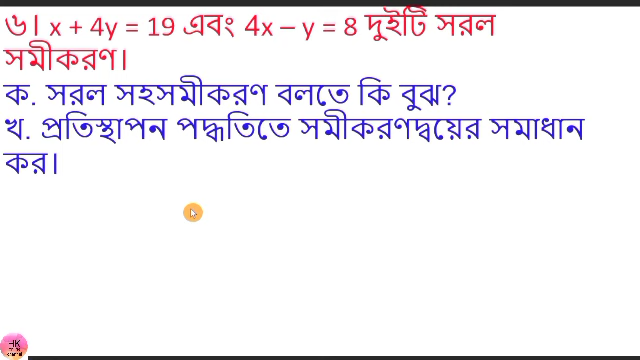 ৬। x + 4y = 19 এবং 4x – y = 8 দুইটি সরল
সমীকরণ।
ক. সরল সহসমীকরণ বলতে কি বুঝ?
খ. প্রতিস্থাপন পদ্ধতিতে সমীকরণদ্বয়ের সমাধান
কর।
HK